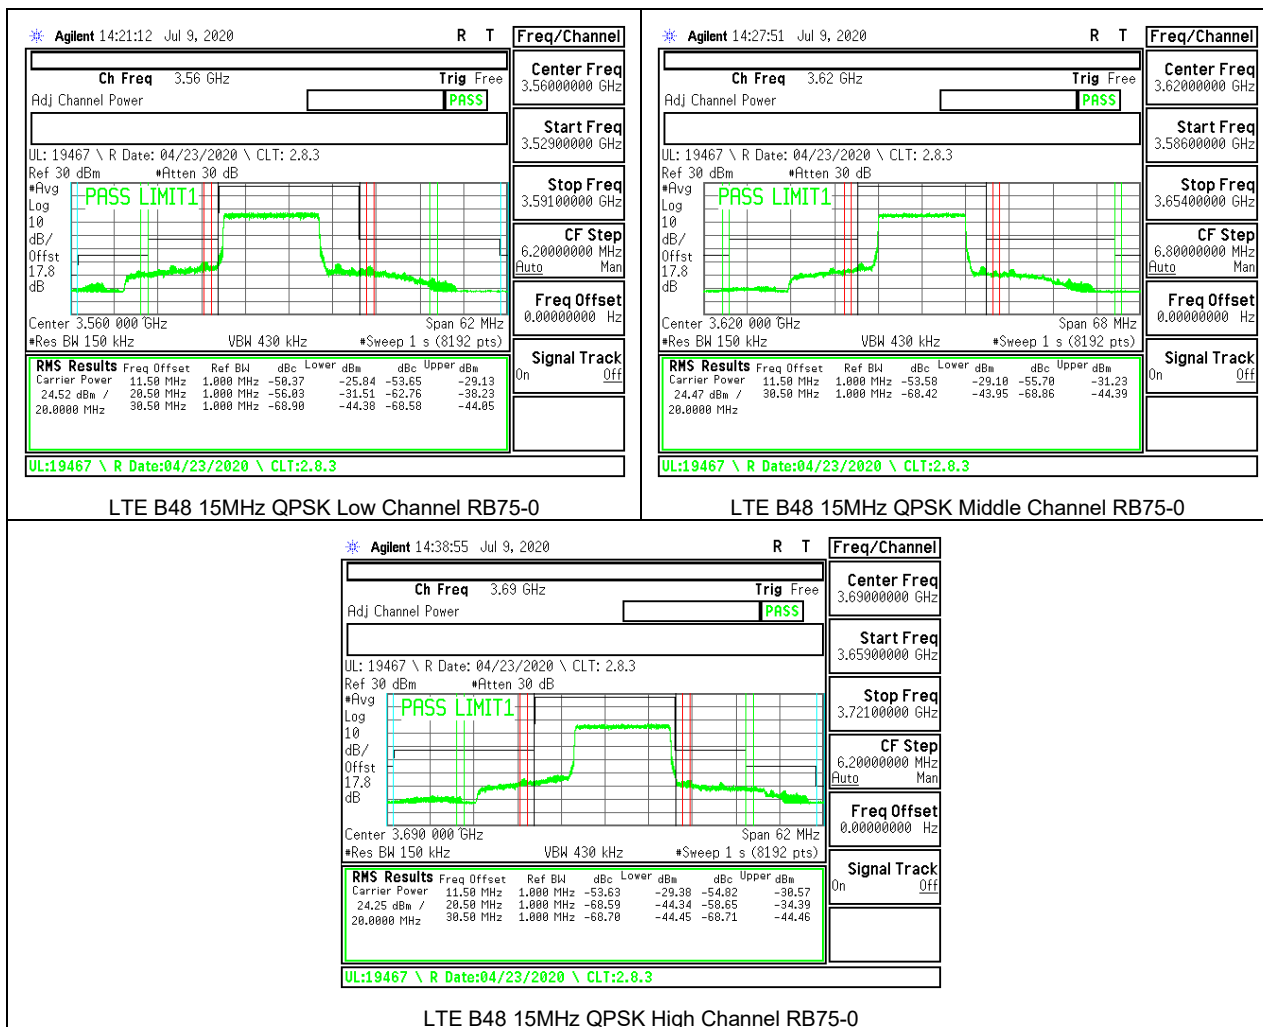 Agilent 14:21:12 Jul 9, 2020 R T Freq/Channel
Ch Freq 3.56 GHz Trig Free
Adj Channel Power PASS
Center Freq
3.56000000 GHz
Start Freq
3.52900000 GHz
Stop Freq
3.59100000 GHz
CF Step
6.20000000 MHz
Auto Man
Freq Offset
0.00000000 Hz
Signal Track
On Off
UL: 19467 \ R Date: 04/23/2020 \ CLT: 2.8.3
Ref 30 dBm #Atten 30 dB
#Avg
Log
10
dB/
Offst
17.8
dB
PASS LIMIT1
Center 3.560 000 GHz Span 62 MHz
#Res BW 150 kHz VBW 430 kHz #Sweep 1 s (8192 pts)
RMS Results Freq Offset Ref BW dBc Lower dBm dBc Upper dBm
Carrier Power 11.50 MHz 1.000 MHz -50.37 -25.84 -53.65 -29.13
24.52 dBm / 20.50 MHz 1.000 MHz -56.03 -31.51 -62.76 -38.23
20.0000 MHz 30.50 MHz 1.000 MHz -68.90 -44.38 -68.58 -44.05
UL:19467 \ R Date:04/23/2020 \ CLT:2.8.3
LTE B48 15MHz QPSK Low Channel RB75-0
Agilent 14:27:51 Jul 9, 2020 R T Freq/Channel
Ch Freq 3.62 GHz Trig Free
Adj Channel Power PASS
Center Freq
3.62000000 GHz
Start Freq
3.58600000 GHz
Stop Freq
3.65400000 GHz
CF Step
6.80000000 MHz
Auto Man
Freq Offset
0.00000000 Hz
Signal Track
On Off
UL: 19467 \ R Date: 04/23/2020 \ CLT: 2.8.3
Ref 30 dBm #Atten 30 dB
#Avg
Log
10
dB/
Offst
17.8
dB
PASS LIMIT1
Center 3.620 000 GHz Span 68 MHz
#Res BW 150 kHz VBW 430 kHz #Sweep 1 s (8192 pts)
RMS Results Freq Offset Ref BW dBc Lower dBm dBc Upper dBm
Carrier Power 11.50 MHz 1.000 MHz -53.58 -29.10 -55.70 -31.23
24.47 dBm / 30.50 MHz 1.000 MHz -68.42 -43.95 -68.86 -44.39
20.0000 MHz
UL:19467 \ R Date:04/23/2020 \ CLT:2.8.3
LTE B48 15MHz QPSK Middle Channel RB75-0
Agilent 14:38:55 Jul 9, 2020 R T Freq/Channel
Ch Freq 3.69 GHz Trig Free
Adj Channel Power PASS
Center Freq
3.69000000 GHz
Start Freq
3.65900000 GHz
Stop Freq
3.72100000 GHz
CF Step
6.20000000 MHz
Auto Man
Freq Offset
0.00000000 Hz
Signal Track
On Off
UL: 19467 \ R Date: 04/23/2020 \ CLT: 2.8.3
Ref 30 dBm #Atten 30 dB
#Avg
Log
10
dB/
Offst
17.8
dB
PASS LIMIT1
Center 3.690 000 GHz Span 62 MHz
#Res BW 150 kHz VBW 430 kHz #Sweep 1 s (8192 pts)
RMS Results Freq Offset Ref BW dBc Lower dBm dBc Upper dBm
Carrier Power 11.50 MHz 1.000 MHz -53.63 -29.38 -54.82 -30.57
24.25 dBm / 20.50 MHz 1.000 MHz -68.59 -44.34 -58.65 -34.39
20.0000 MHz 30.50 MHz 1.000 MHz -68.70 -44.45 -68.71 -44.46
UL:19467 \ R Date:04/23/2020 \ CLT:2.8.3
LTE B48 15MHz QPSK High Channel RB75-0